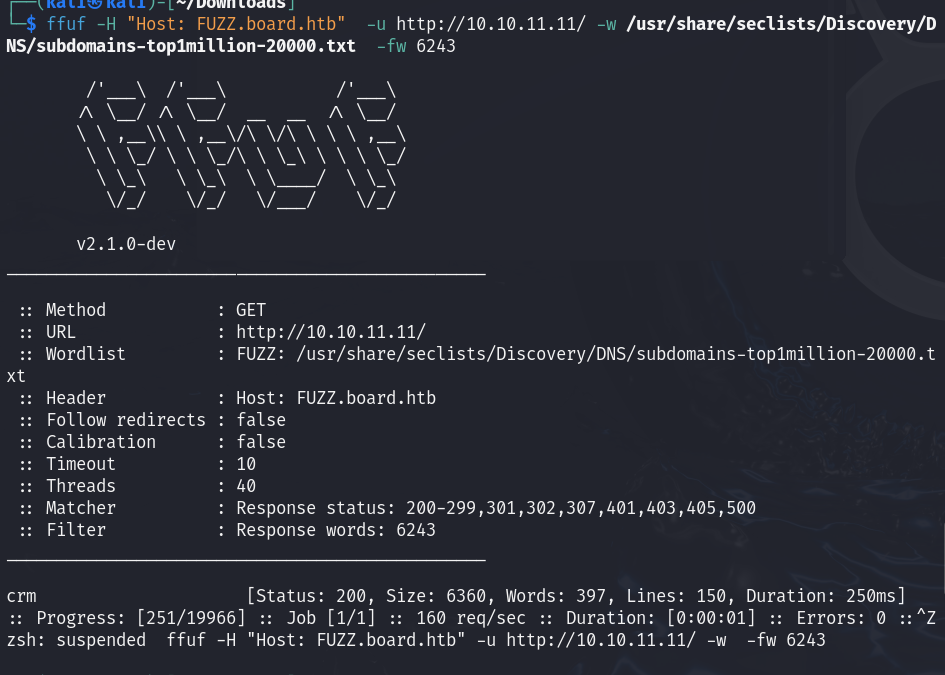 ┌──(kali㉿kali)-[~/Downloads]
└─$ ffuf -H "Host: FUZZ.board.htb"  -u http://10.10.11.11/ -w /usr/share/seclists/Discovery/D
NS/subdomains-top1million-20000.txt  -fw 6243

        /'___\  /'___\           /'___\
       /\ \__/ /\ \__/  __  __  /\ \__/
       \ \ ,__\\ \ ,__\/\ \/\ \ \ \ ,__\
        \ \ \_/ \ \ \_/\ \ \_\ \ \ \ \_/
         \ \_\   \ \_\  \ \____/  \ \_\
          \/_/    \/_/   \/___/    \/_/

       v2.1.0-dev
________________________________________________

 :: Method           : GET
 :: URL              : http://10.10.11.11/
 :: Wordlist         : FUZZ: /usr/share/seclists/Discovery/DNS/subdomains-top1million-20000.t
xt
 :: Header           : Host: FUZZ.board.htb
 :: Follow redirects : false
 :: Calibration      : false
 :: Timeout          : 10
 :: Threads          : 40
 :: Matcher          : Response status: 200-299,301,302,307,401,403,405,500
 :: Filter           : Response words: 6243
________________________________________________

crm                     [Status: 200, Size: 6360, Words: 397, Lines: 150, Duration: 250ms]
:: Progress: [251/19966] :: Job [1/1] :: 160 req/sec :: Duration: [0:00:01] :: Errors: 0 ::^Z
zsh: suspended  ffuf -H "Host: FUZZ.board.htb" -u http://10.10.11.11/ -w  -fw 6243